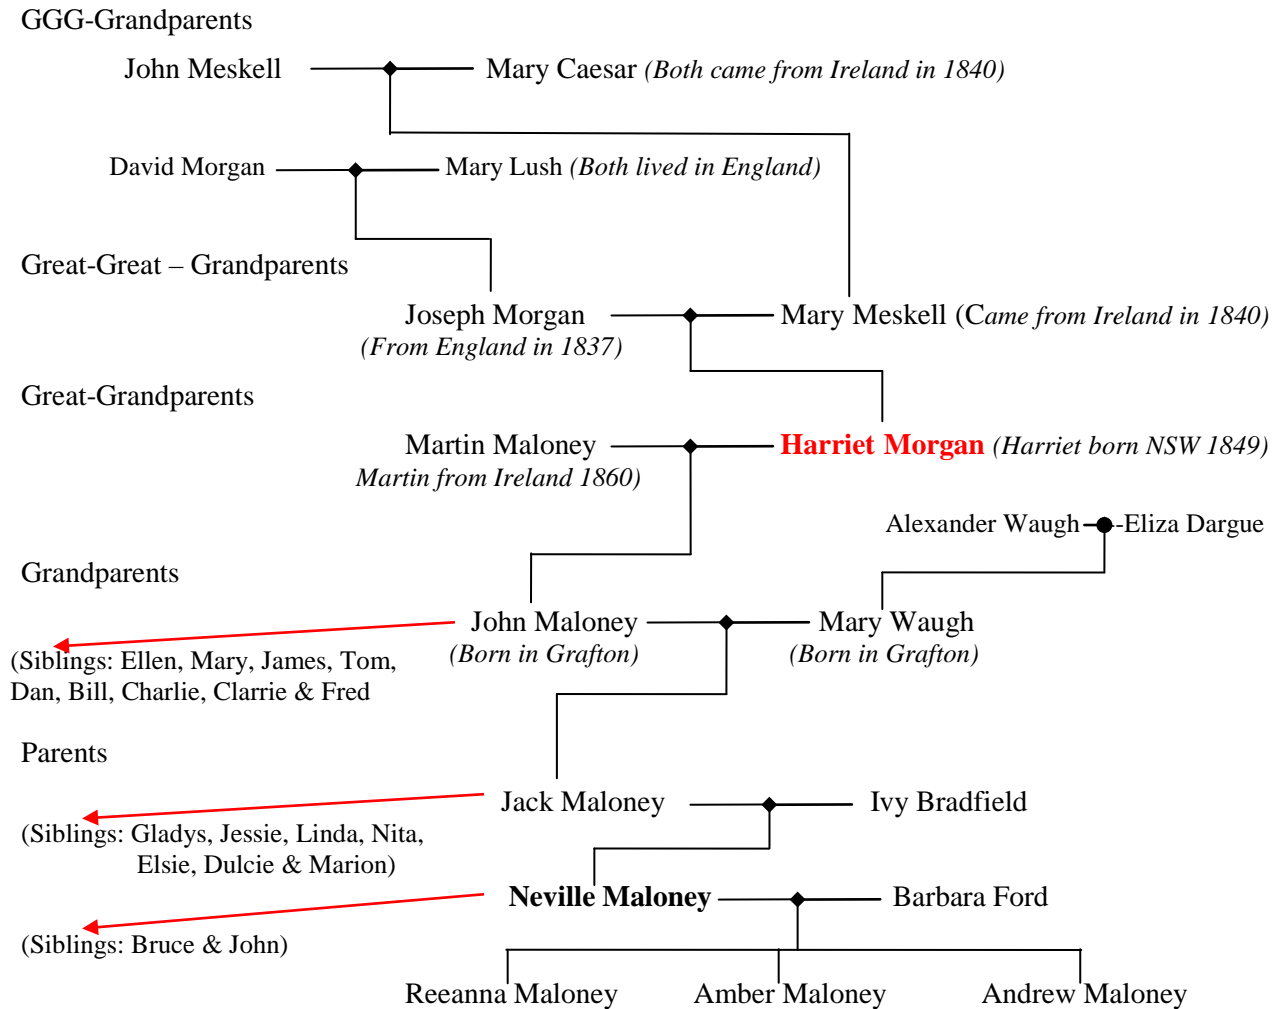 GGG-Grandparents
John Meskell Mary Caesar (Both came from Ireland in 1840)
David Morgan Mary Lush (Both lived in England)
Great-Great – Grandparents
Joseph Morgan Mary Meskell (Came from Ireland in 1840)
(From England in 1837)
Great-Grandparents
Martin Maloney Harriet Morgan (Harriet born NSW 1849)
Martin from Ireland 1860)
Alexander Waugh -Eliza Dargue
Grandparents
John Maloney Mary Waugh
(Born in Grafton) (Born in Grafton)
(Siblings: Ellen, Mary, James, Tom,
Dan, Bill, Charlie, Clarrie & Fred
Parents
Jack Maloney Ivy Bradfield
(Siblings: Gladys, Jessie, Linda, Nita,
Elsie, Dulcie & Marion)
Neville Maloney Barbara Ford
(Siblings: Bruce & John)
Reeanna Maloney Amber Maloney Andrew Maloney